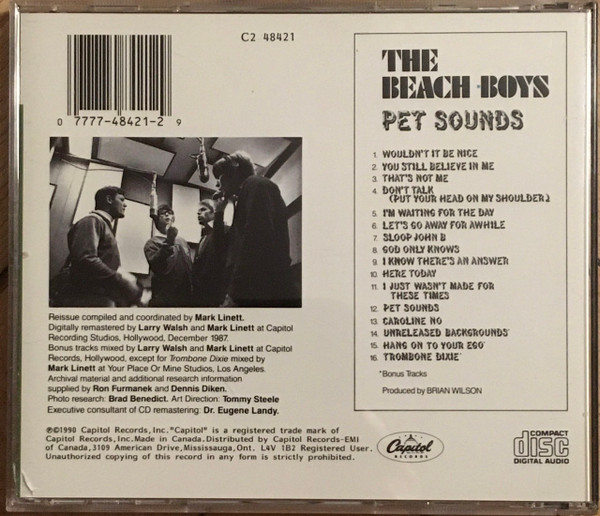 C2 48421
0 7777-48421-2 9
THE
BEACH BOYS
PET SOUNDS
1. WOULDN'T IT BE NICE
2. YOU STILL BELIEVE IN ME
3. THAT'S NOT ME
4. DON'T TALK
(PUT YOUR HEAD ON MY SHOULDER)
5. I'M WAITING FOR THE DAY
6. LET'S GO AWAY FOR AWHILE
7. SLOOP JOHN B
8. GOD ONLY KNOWS
9. I KNOW THERE'S AN ANSWER
10. HERE TODAY
11. I JUST WASN'T MADE FOR
THESE TIMES
12. PET SOUNDS
13. CAROLINE NO
14. UNRELEASED BACKGROUNDS*
15. HANG ON TO YOUR EGO*
16. TROMBONE DIXIE*
*Bonus Tracks
Produced by BRIAN WILSON
Reissue compiled and coordinated by Mark Linett.
Digitally remastered by Larry Walsh and Mark Linett at Capitol
Recording Studios, Hollywood, December 1987.
Bonus tracks mixed by Larry Walsh and Mark Linett at Capitol
Records, Hollywood, except for Trombone Dixie mixed by
Mark Linett at Your Place Or Mine Studios, Los Angeles.
Archival material and additional research information
supplied by Ron Furmanek and Dennis Diken.
Photo research: Brad Benedict. Art Direction: Tommy Steele
Executive consultant of CD remastering: Dr. Eugene Landy.
℗©1990 Capitol Records,Inc."Capitol" is a registered trade mark of
Capitol Records,Inc.Made in Canada.Distributed by Capitol Records-EMI
of Canada,3109 American Drive,Mississauga,Ont. L4V 1B2 Registered User.
Unauthorized copying of this record in any form is strictly prohibited.
Capitol
RECORDS
COMPACT
disc
DIGITAL AUDIO